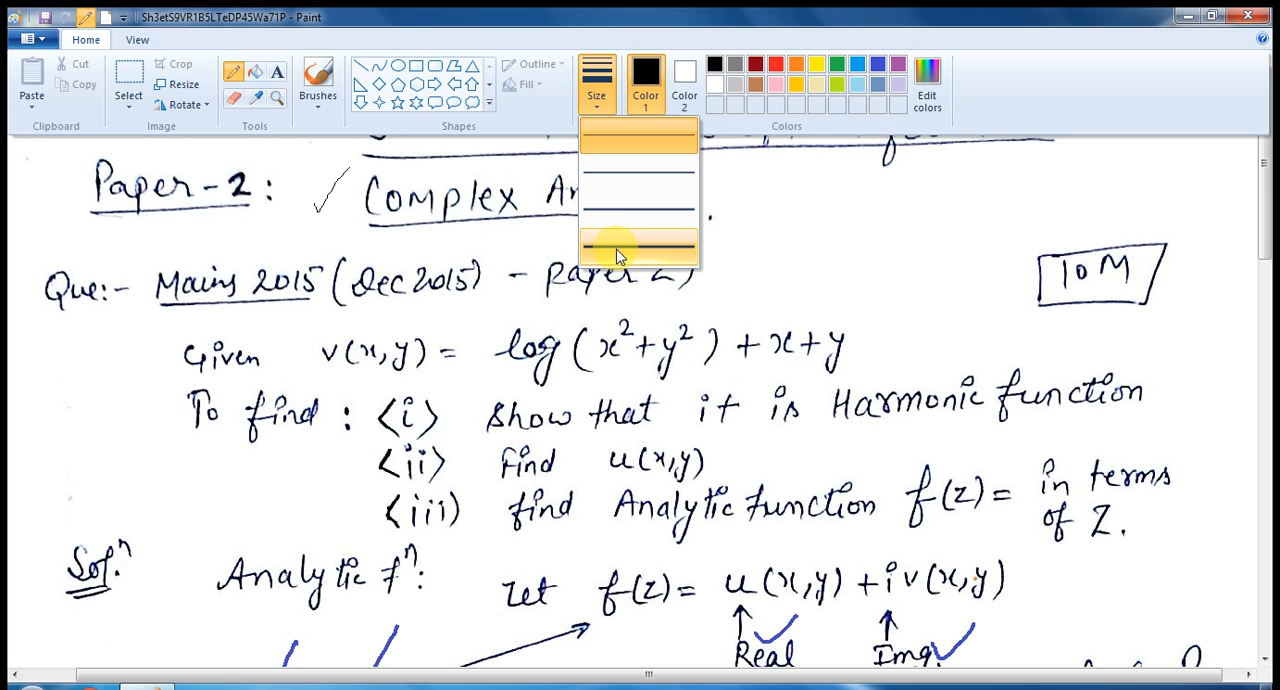 Sh3etS9VR1B5LTeDP45Wa71P - Paint
Home View
Paste Cut Copy Clipboard
Select Crop Resize Rotate Image
A Tools
Brushes
Outline Fill Shapes
Size
Color 1 Color 2 Edit colors Colors
Paper-2: Complex
Que:- Mains 2015 (Dec 2015) - Paper 2) 10 M
Given v(x,y) = log(x²+y²) + x+y
To find : <i> Show that it is Harmonic function
<ii> Find u(x,y)
<iii) find Analytic function f(z) = in terms of Z.
Solⁿ. Analytic fⁿ: Let f(z) = u(x,y) + i v(x,y)
Real Img.